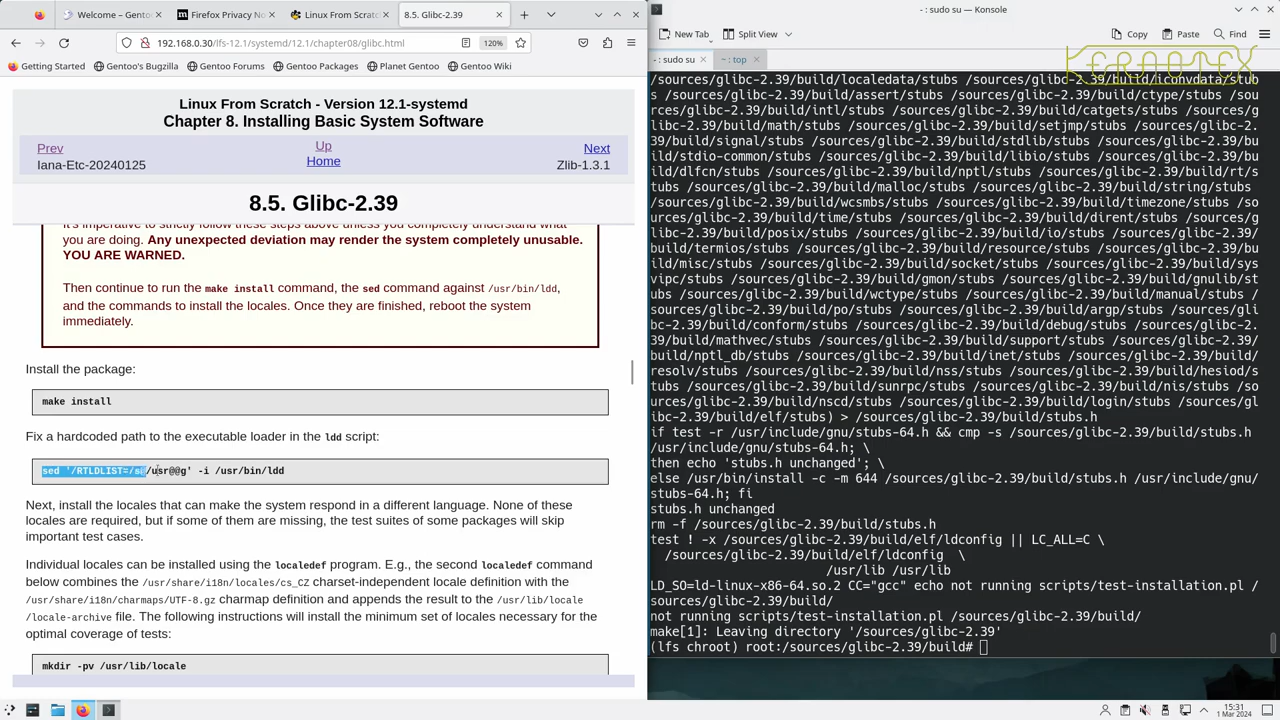 Welcome – Gento
Firefox Privacy No
Linux From Scratc
8.5. Glibc-2.39
192.168.0.30/lfs-12.1/systemd/12.1/chapter08/glibc.html
120%
Getting Started
Gentoo's Bugzilla
Gentoo Forums
Gentoo Packages
Planet Gentoo
Gentoo Wiki
Linux From Scratch - Version 12.1-systemd
Chapter 8. Installing Basic System Software
Prev
Up
Next
Iana-Etc-20240125
Home
Zlib-1.3.1
8.5. Glibc-2.39
It's imperative to strictly follow these steps above unless you completely understand what
you are doing. Any unexpected deviation may render the system completely unusable.
YOU ARE WARNED.
Then continue to run the make install command, the sed command against /usr/bin/ldd,
and the commands to install the locales. Once they are finished, reboot the system
immediately.
Install the package:
make install
Fix a hardcoded path to the executable loader in the ldd script:
sed '/RTLDLIST=/s@/usr@@g' -i /usr/bin/ldd
Next, install the locales that can make the system respond in a different language. None of these
locales are required, but if some of them are missing, the test suites of some packages will skip
important test cases.
Individual locales can be installed using the localedef program. E.g., the second localedef command
below combines the /usr/share/i18n/locales/cs_CZ charset-independent locale definition with the
/usr/share/i18n/charmaps/UTF-8.gz charmap definition and appends the result to the /usr/lib/locale
/locale-archive file. The following instructions will install the minimum set of locales necessary for the
optimal coverage of tests:
mkdir -pv /usr/lib/locale
- : sudo su — Konsole
New Tab
Split View
Copy
Paste
Find
- : sudo su
~ : top
KERNOTEX
/sources/glibc-2.39/build/localedata/stubs /sources/glibc-2.39/build/iconvdata/stub
s /sources/glibc-2.39/build/assert/stubs /sources/glibc-2.39/build/ctype/stubs /sou
rces/glibc-2.39/build/intl/stubs /sources/glibc-2.39/build/catgets/stubs /sources/g
libc-2.39/build/math/stubs /sources/glibc-2.39/build/setjmp/stubs /sources/glibc-2.
39/build/signal/stubs /sources/glibc-2.39/build/stdlib/stubs /sources/glibc-2.39/bu
ild/stdio-common/stubs /sources/glibc-2.39/build/libio/stubs /sources/glibc-2.39/bu
ild/dlfcn/stubs /sources/glibc-2.39/build/nptl/stubs /sources/glibc-2.39/build/rt/s
tubs /sources/glibc-2.39/build/malloc/stubs /sources/glibc-2.39/build/string/stubs
/sources/glibc-2.39/build/wcsmbs/stubs /sources/glibc-2.39/build/timezone/stubs /so
urces/glibc-2.39/build/time/stubs /sources/glibc-2.39/build/dirent/stubs /sources/g
libc-2.39/build/posix/stubs /sources/glibc-2.39/build/io/stubs /sources/glibc-2.39/
build/termios/stubs /sources/glibc-2.39/build/resource/stubs /sources/glibc-2.39/bu
ild/misc/stubs /sources/glibc-2.39/build/socket/stubs /sources/glibc-2.39/build/sys
vipc/stubs /sources/glibc-2.39/build/gmon/stubs /sources/glibc-2.39/build/gnulib/st
ubs /sources/glibc-2.39/build/wctype/stubs /sources/glibc-2.39/build/manual/stubs /
sources/glibc-2.39/build/po/stubs /sources/glibc-2.39/build/argp/stubs /sources/gli
bc-2.39/build/conform/stubs /sources/glibc-2.39/build/debug/stubs /sources/glibc-2.
39/build/mathvec/stubs /sources/glibc-2.39/build/support/stubs /sources/glibc-2.39/
build/nptl_db/stubs /sources/glibc-2.39/build/inet/stubs /sources/glibc-2.39/build/
resolv/stubs /sources/glibc-2.39/build/nss/stubs /sources/glibc-2.39/build/hesiod/s
tubs /sources/glibc-2.39/build/sunrpc/stubs /sources/glibc-2.39/build/nis/stubs /so
urces/glibc-2.39/build/nscd/stubs /sources/glibc-2.39/build/login/stubs /sources/gl
ibc-2.39/build/elf/stubs) > /sources/glibc-2.39/build/stubs.h
if test -r /usr/include/gnu/stubs-64.h && cmp -s /sources/glibc-2.39/build/stubs.h
/usr/include/gnu/stubs-64.h; \
then echo 'stubs.h unchanged'; \
else /usr/bin/install -c -m 644 /sources/glibc-2.39/build/stubs.h /usr/include/gnu/
stubs-64.h; fi
stubs.h unchanged
rm -f /sources/glibc-2.39/build/stubs.h
test ! -x /sources/glibc-2.39/build/elf/ldconfig || LC_ALL=C \
/sources/glibc-2.39/build/elf/ldconfig \
/usr/lib /usr/lib
LD_SO=ld-linux-x86-64.so.2 CC="gcc" echo not running scripts/test-installation.pl /
sources/glibc-2.39/build/
not running scripts/test-installation.pl /sources/glibc-2.39/build/
make[1]: Leaving directory '/sources/glibc-2.39'
(lfs chroot) root:/sources/glibc-2.39/build#
15:31
1 Mar 2024